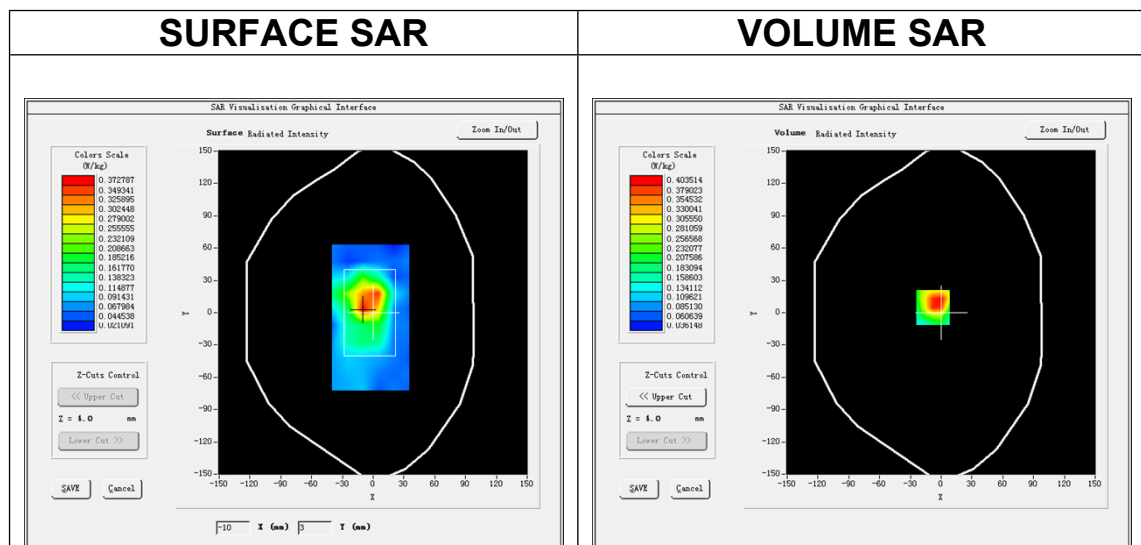 SURFACE SAR
VOLUME SAR
SAR Visualisation Graphical Interface
Surface Radiated Intensity
Zoom In/Out
Colors Scale
(W/kg)
0.372787
0.349341
0.325895
0.302448
0.279002
0.255555
0.232109
0.208663
0.185216
0.161770
0.138323
0.114877
0.091431
0.067984
0.044538
0.021091
Z-Cuts Control
<< Upper Cut
Z = 4.0 mm
Lower Cut >>
SAVE
Cancel
150
120
90
60
30
0
-30
-60
-90
-120
-150
Y
-150 -120 -90 -60 -30 0 30 60 90 120 150
X
-10 X (mm) 3 Y (mm)
SAR Visualisation Graphical Interface
Volume Radiated Intensity
Zoom In/Out
Colors Scale
(W/kg)
0.403514
0.379023
0.354532
0.330041
0.305550
0.281059
0.256568
0.232077
0.207586
0.183094
0.158603
0.134112
0.109621
0.085130
0.060639
0.036148
Z-Cuts Control
<< Upper Cut
Z = 4.0 mm
Lower Cut >>
SAVE
Cancel
150
120
90
60
30
0
-30
-60
-90
-120
-150
Y
-150 -120 -90 -60 -30 0 30 60 90 120 150
X